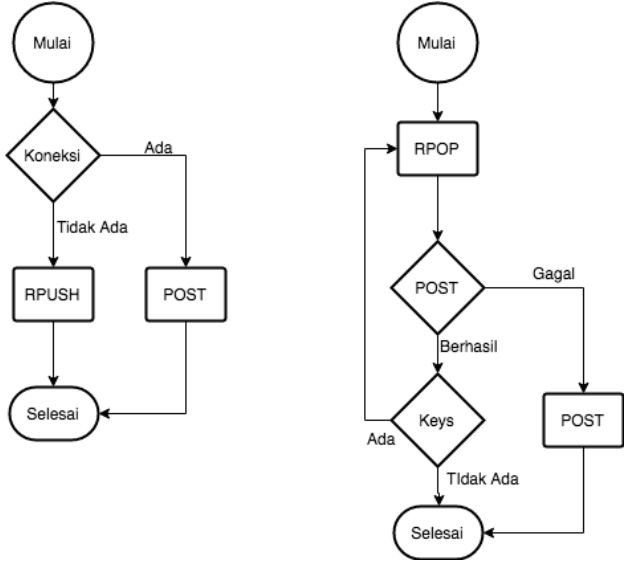 Mulai
Koneksi
Ada
Tidak Ada
RPUSH
POST
Selesai
Mulai
RPOP
POST
Gagal
Berhasil
Keys
Ada
POST
TIdak Ada
Selesai